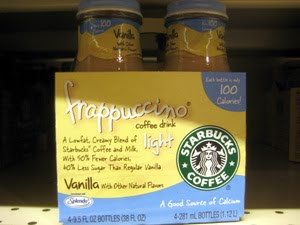 Vanilla
Vanilla
Each bottle is only
100
Calories!
frappuccino®
coffee drink
light
A Lowfat, Creamy Blend of
Starbucks® Coffee and Milk.
With 50% Fewer Calories,
40% Less Sugar Than Regular Vanilla
Vanilla With Other Natural Flavors
Splenda
STARBUCKS
COFFEE
A Good Source of Calcium
4-9.5 FL OZ BOTTLES (38 FL OZ)
4-281 mL BOTTLES (1.12 L)